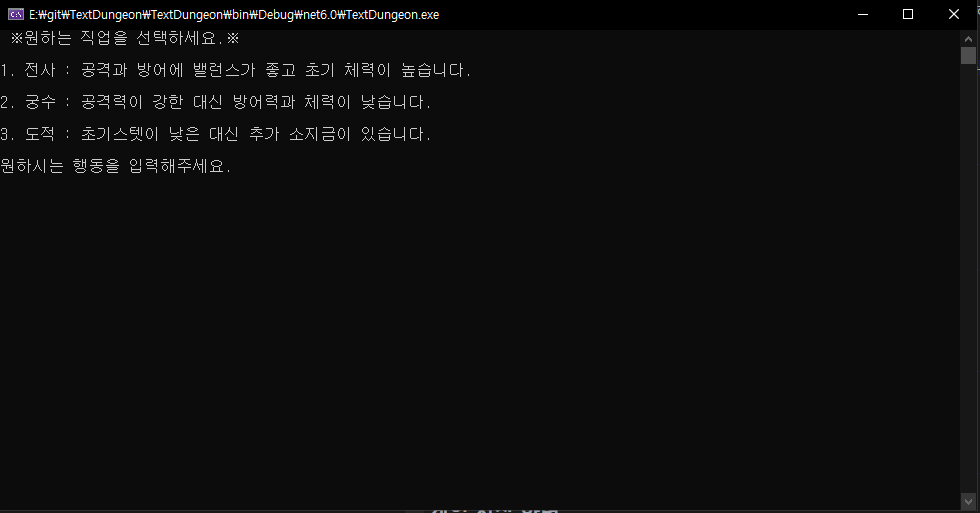 E:\git\TextDungeon\TextDungeon\bin\Debug\net6.0\TextDungeon.exe
※원하는 직업을 선택하세요.※
1. 전사 : 공격과 방어에 밸런스가 좋고 초기 체력이 높습니다.
2. 궁수 : 공격력이 강한 대신 방어력과 체력이 낮습니다.
3. 도적 : 초기스텟이 낮은 대신 추가 소지금이 있습니다.
원하시는 행동을 입력해주세요.